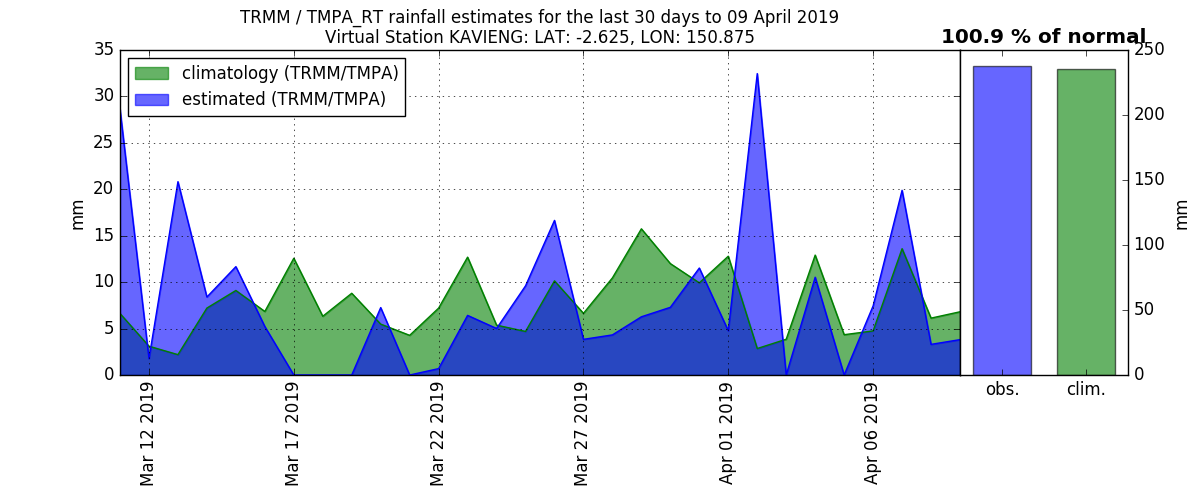 TRMM / TMPA_RT rainfall estimates for the last 30 days to 09 April 2019
Virtual Station KAVIENG: LAT: -2.625, LON: 150.875
100.9 % of normal
climatology (TRMM/TMPA)
estimated (TRMM/TMPA)
35
30
25
20
15
10
5
0
mm
Mar 12 2019
Mar 17 2019
Mar 22 2019
Mar 27 2019
Apr 01 2019
Apr 06 2019
obs.
clim.
250
200
150
100
50
0
mm